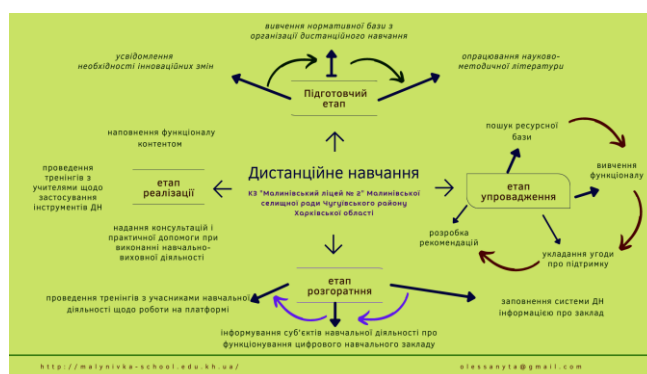 вивчення нормативної бази з
організації дистанційного навчання
усвідомлення
необхідності інноваційних змін
опрацювання науково-
методичної літератури
Підготовчий
етап
наповнення функціоналу
контентом
пошук ресурсної
бази
проведення
тренінгів з
учителями щодо
застосування
інструментів ДН
етап
реалізації
Дистанційне навчання
КЗ "Малинівський ліцей № 2" Малинівської
селищної ради Чугуївського району
Харківської області
етап
упровадження
вивчення
функціоналу
надання консультацій і
практичної допомоги при
виконанні навчально-
виховної діяльності
розробка
рекомендацій
укладання угоди
про підтримку
етап
розгоратння
проведення тренінгів з учасниками навчальної
діяльності щодо роботи на платформі
заповнення системи ДН
інформацією про заклад
інформування суб'єктів навчальної діяльності про
функціонування цифрового навчального закладу
http://malynivka-school.edu.kh.ua/
olessanyta@gmail.com